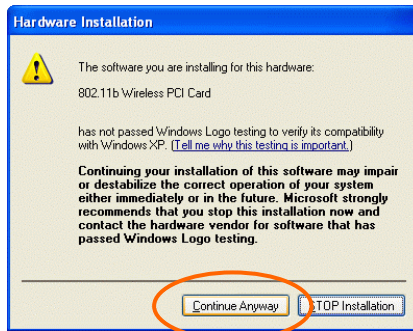 Hardware Installation
The software you are installing for this hardware:
802.11b Wireless PCI Card
has not passed Windows Logo testing to verify its compatibility
with Windows XP. (Tell me why this testing is important.)
Continuing your installation of this software may impair
or destabilize the correct operation of your system
either immediately or in the future. Microsoft strongly
recommends that you stop this installation now and
contact the hardware vendor for software that has
passed Windows Logo testing.
Continue Anyway
STOP Installation